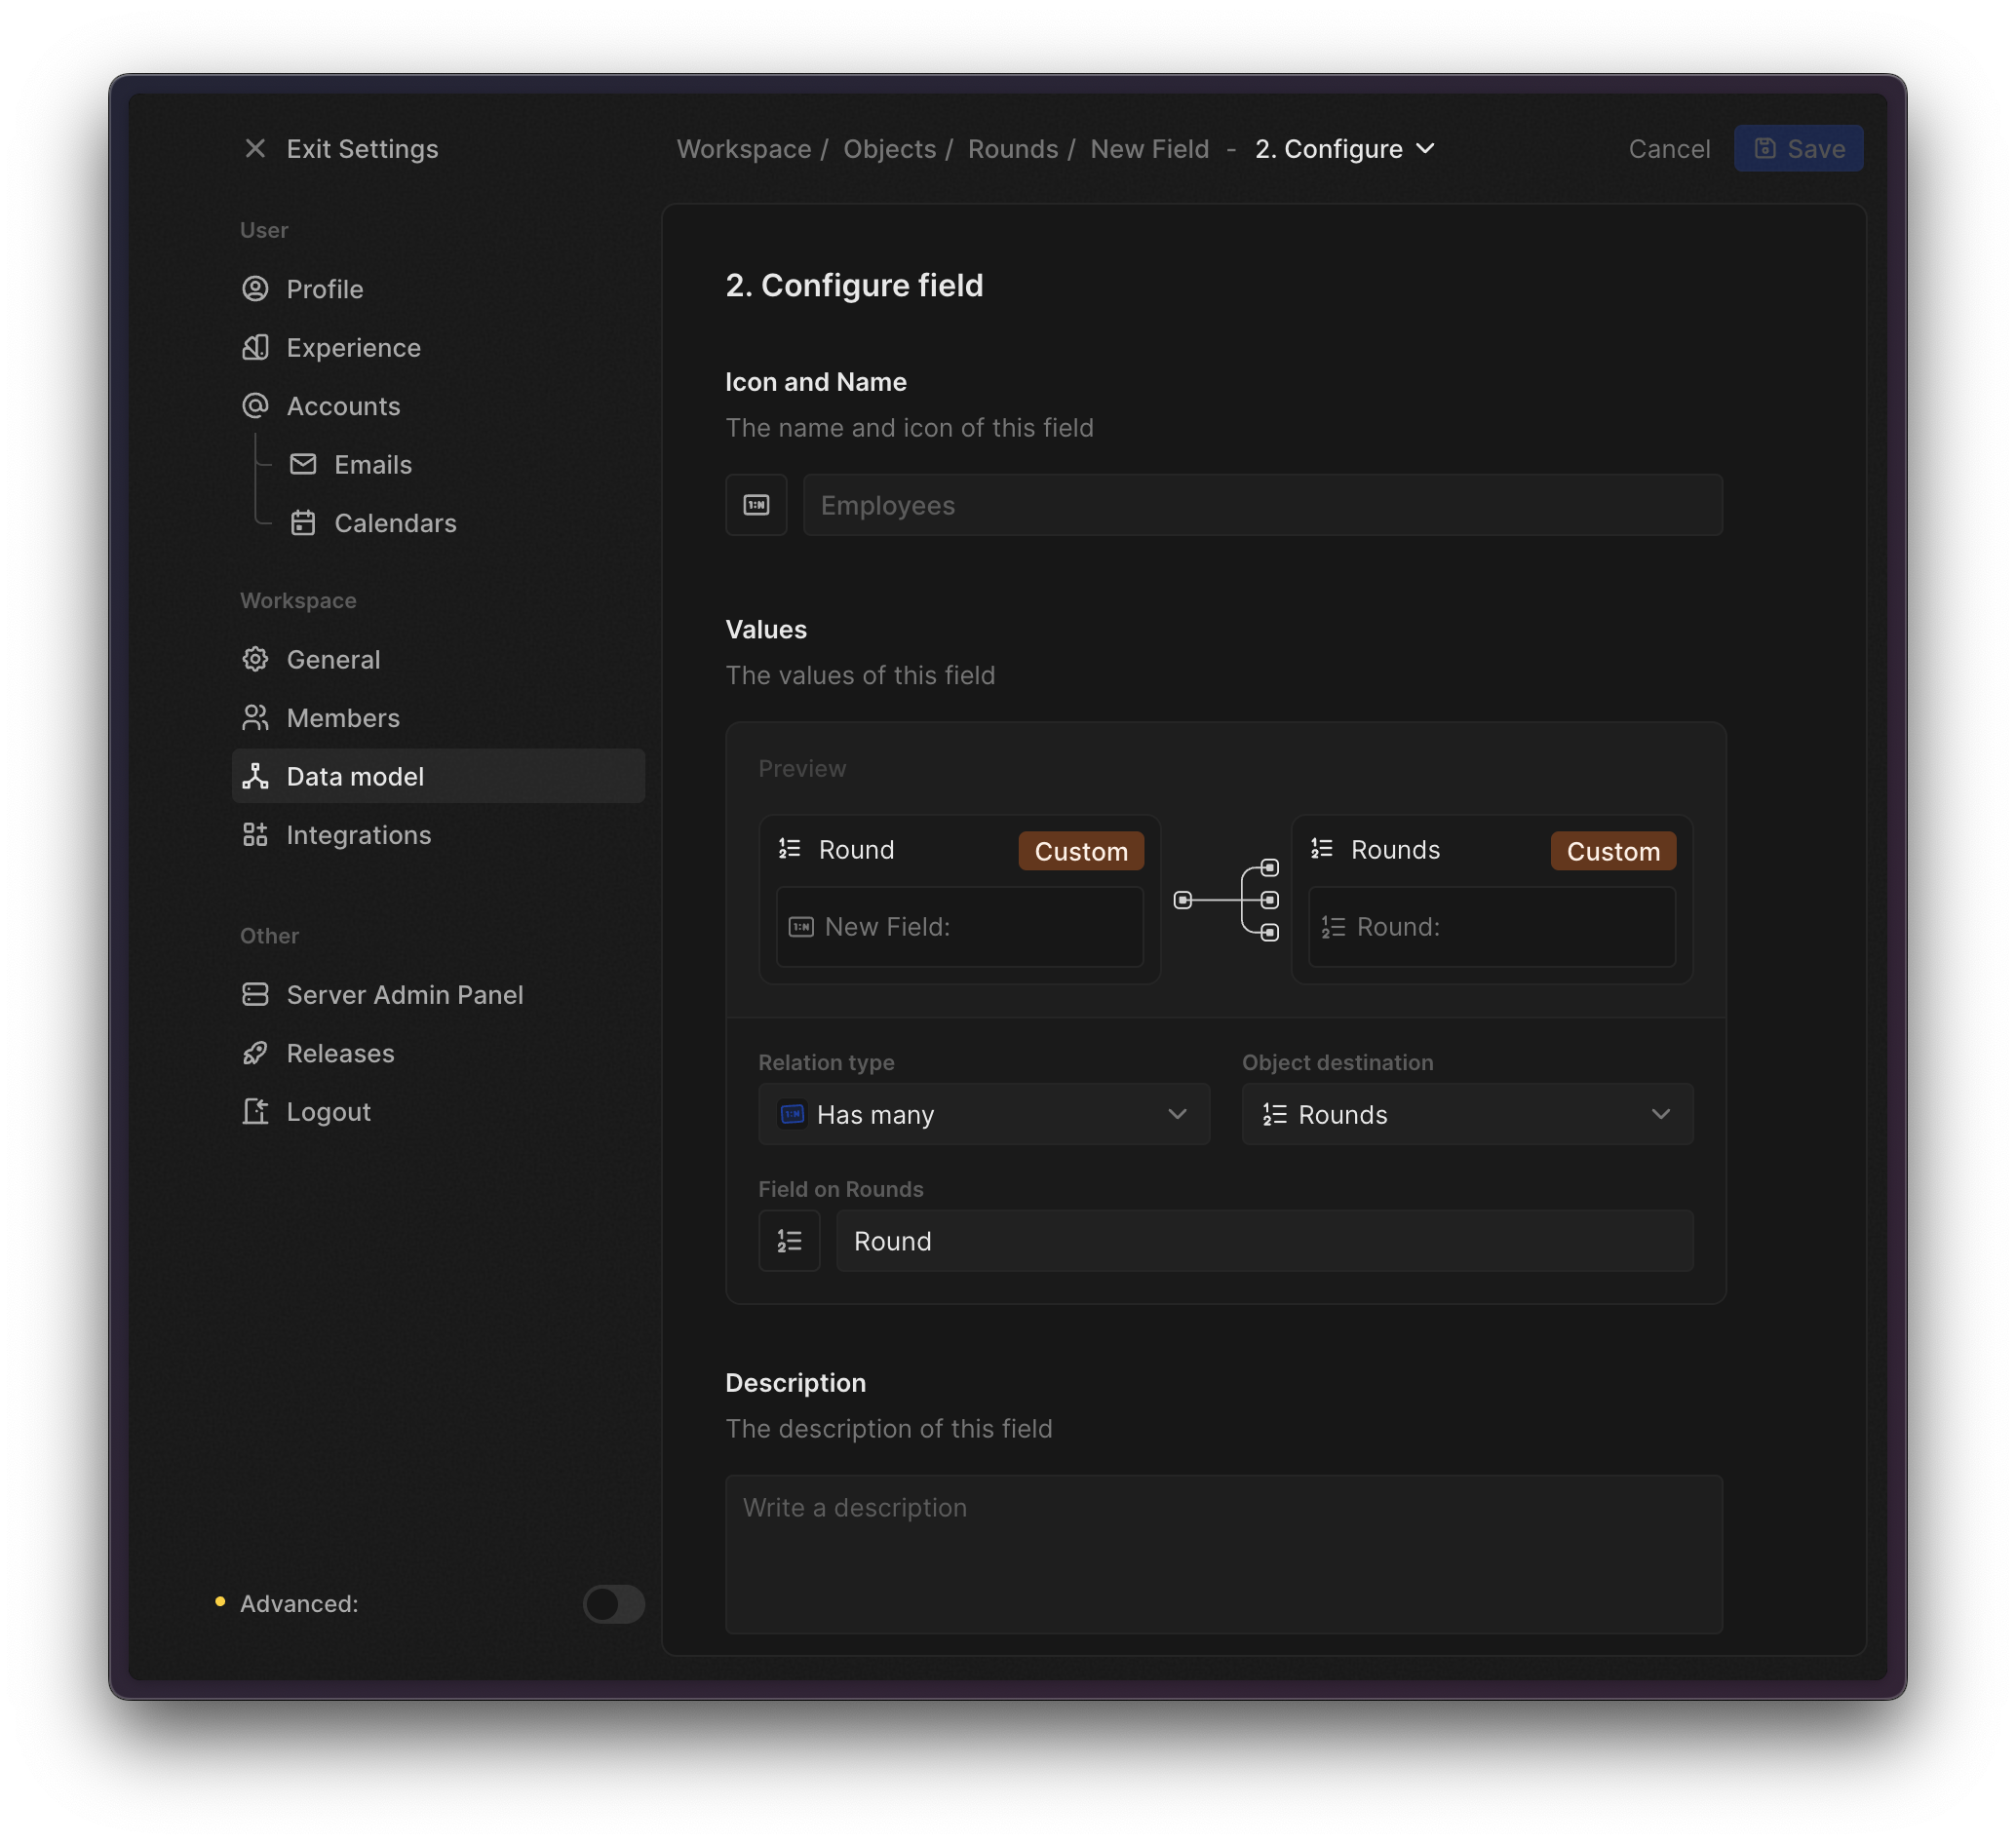 Exit Settings
Workspace / Objects / Rounds / New Field - 2. Configure
Cancel
Save
User
Profile
Experience
Accounts
Emails
Calendars
Workspace
General
Members
Data model
Integrations
Other
Server Admin Panel
Releases
Logout
Advanced:
2. Configure field
Icon and Name
The name and icon of this field
1:N
Employees
Values
The values of this field
Preview
Round
Custom
1:N New Field:
Rounds
Custom
Round:
Relation type
1:N Has many
Object destination
Rounds
Field on Rounds
Round
Description
The description of this field
Write a description